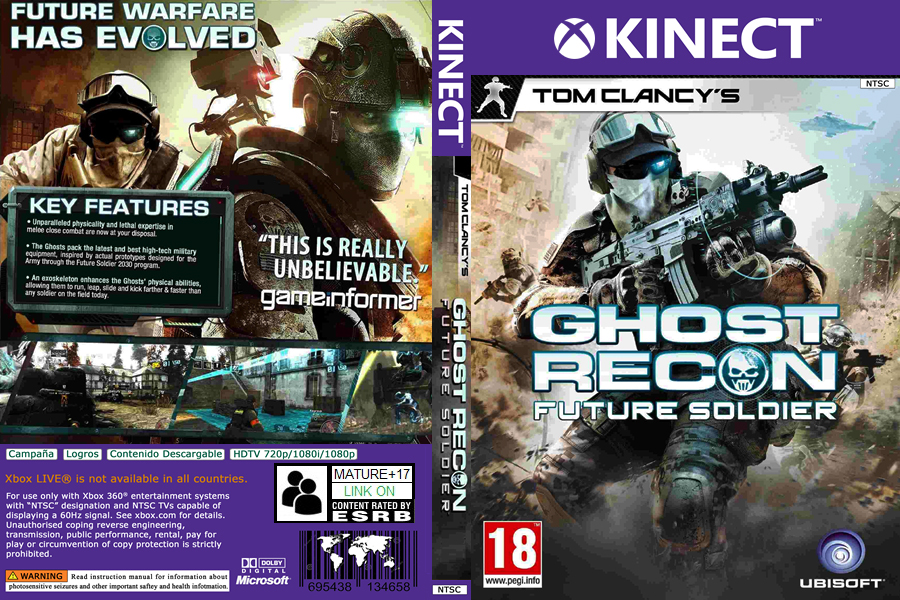 FUTURE WARFARE
HAS EVOLVED
KEY FEATURES
• Unparalleled physicality and lethal expertise in
melee close combat are now at your disposal.
• The Ghosts pack the latest and best high-tech military
equipment, inspired by actual prototypes designed for the
Army through the Future Soldier 2030 program.
• An exoskeleton enhances the Ghosts' physical abilities,
allowing them to run, leap, slide and kick farther & faster than
any soldier on the field today.
"THIS IS REALLY
UNBELIEVABLE."
gameinformer
Campaña Logros Contenido Descargable HDTV 720p/1080i/1080p
Xbox LIVE® is not available in all countries.
For use only with Xbox 360® entertainment systems
with "NTSC" designation and NTSC TVs capable of
displaying a 60Hz signal. See xbox.com for details.
Unauthorised coping reverse engineering,
transmission, public performance, rental, pay for
play or circumvention of copy protection is strictly
prohibited.
WARNING Read instruction manual for information about
photosensitive seizures and other important saftey and health infotmation.
MATURE+17
LINK ON
CONTENT RATED BY
ESRB
DOLBY
DIGITAL
Microsoft
695438 134658
KINECT
TOM CLANCY'S
GHOST RECON
FUTURE SOLDIER
NTSC
KINECT™
NTSC
TOM CLANCY'S
GHOST
RECON
FUTURE SOLDIER
18
www.pegi.info
UBISOFT®